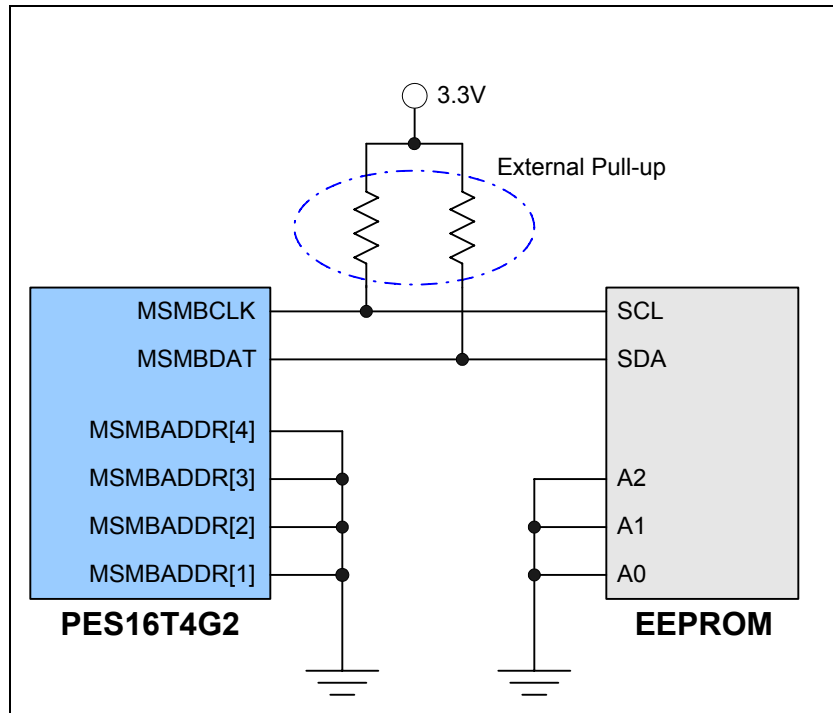 3.3V
External Pull-up
MSMBCLK
SCL
MSMBDAT
SDA
MSMBADDR[4]
MSMBADDR[3]
A2
MSMBADDR[2]
A1
MSMBADDR[1]
A0
PES16T4G2
EEPROM